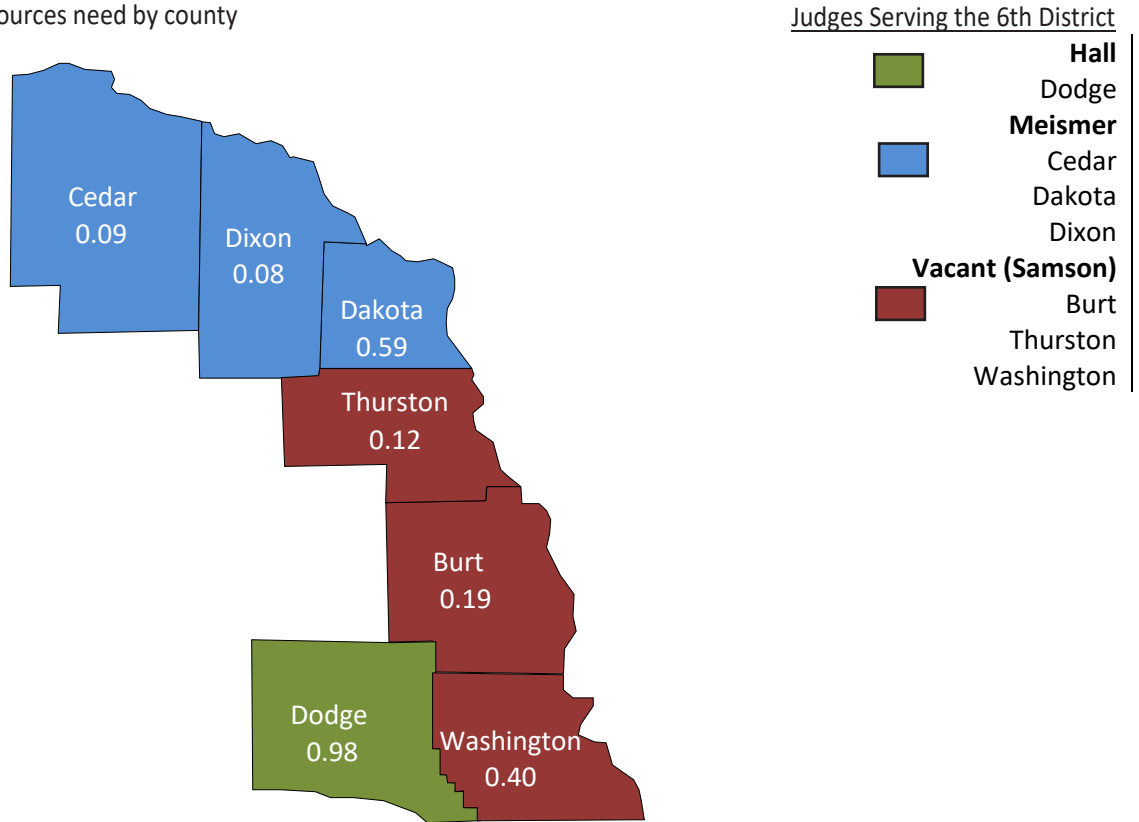 need by county
Judges Serving the 6th District
Hall
Dodge
Meismer
Cedar
Dakota
Dixon
Vacant (Samson)
Burt
Thurston
Washington
Cedar
0.09
Dixon
0.08
Dakota
0.59
Thurston
0.12
Burt
0.19
Dodge
0.98
Washington
0.40